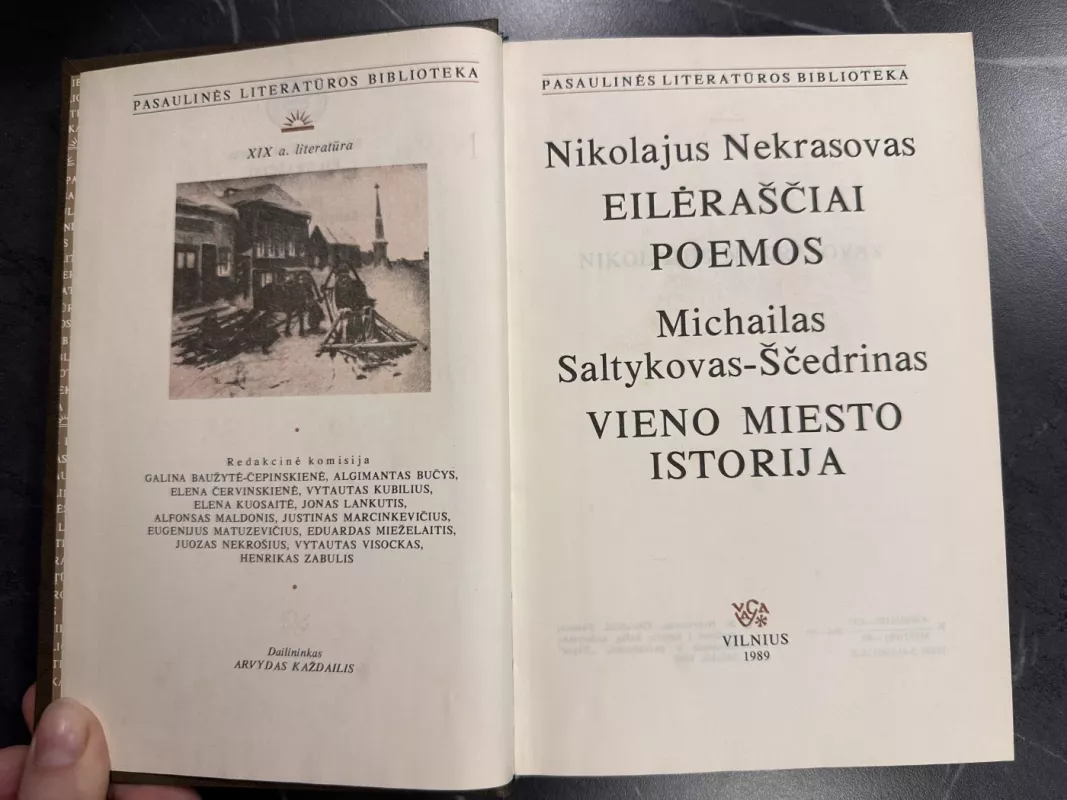 PASAULINĖS LITERATŪROS BIBLIOTEKA
XIX a. literatūra
Redakcinė komisija
GALINA BAUŽYTĖ-ČEPINSKIENĖ, ALGIMANTAS BUČYS,
ELENA ČERVINSKIENĖ, VYTAUTAS KUBILIUS,
ELENA KUOSAITĖ, JONAS LANKUTIS,
ALFONSAS MALDONIS, JUSTINAS MARCINKEVIČIUS,
EUGENIJUS MATUZEVIČIUS, EDUARDAS MIEŽELAITIS,
JUOZAS NEKROŠIUS, VYTAUTAS VISOCKAS,
HENRIKAS ZABULIS
Dailininkas
ARVYDAS KAŽDAILIS
PASAULINĖS LITERATŪROS BIBLIOTEKA
Nikolajus Nekrasovas
EILĖRAŠČIAI
POEMOS
Michailas
Saltykovas-Ščedrinas
VIENO MIESTO
ISTORIJA
VAGA
VILNIUS
1989